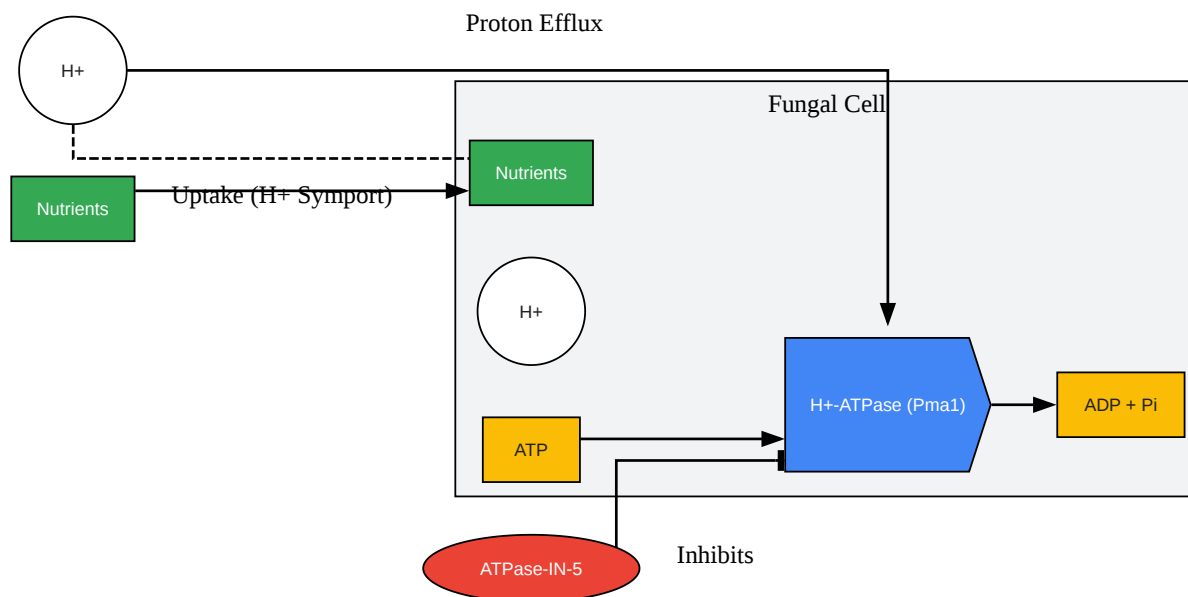 Proton Efflux
H+
Fungal Cell
Nutrients
Uptake (H+ Symport)
Nutrients
H+
H+-ATPase (Pma1)
ADP + Pi
ATP
Inhibits
ATPase-IN-5